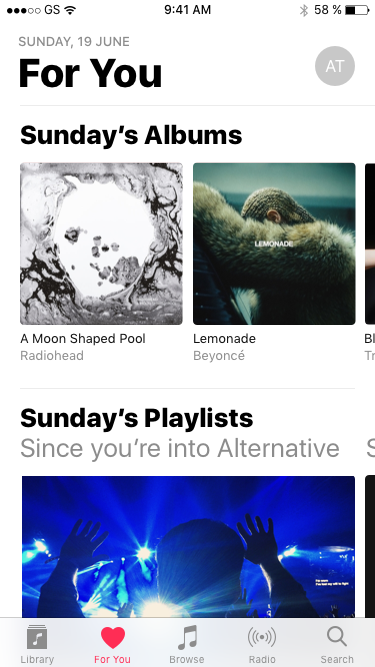 GS 9:41 AM 58 %
SUNDAY, 19 JUNE
For You
AT
Sunday's Albums
LEMONADE
A Moon Shaped Pool
Lemonade
Bl
Radiohead
Beyoncé
Tr
Sunday's Playlists
Since you're into Alternative
S
Library
For You
Browse
Radio
Search